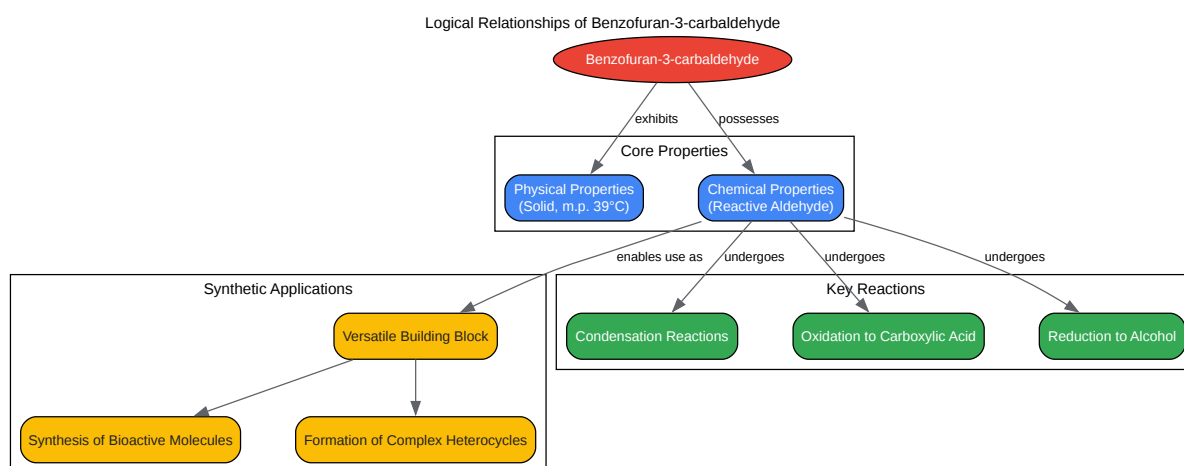 Logical Relationships of Benzofuran-3-carbaldehyde
Benzofuran-3-carbaldehyde
exhibits
possesses
Core Properties
Physical Properties
(Solid, m.p. 39°C)
Chemical Properties
(Reactive Aldehyde)
enables use as
undergoes
undergoes
undergoes
Synthetic Applications
Key Reactions
Versatile Building Block
Condensation Reactions
Oxidation to Carboxylic Acid
Reduction to Alcohol
Synthesis of Bioactive Molecules
Formation of Complex Heterocycles